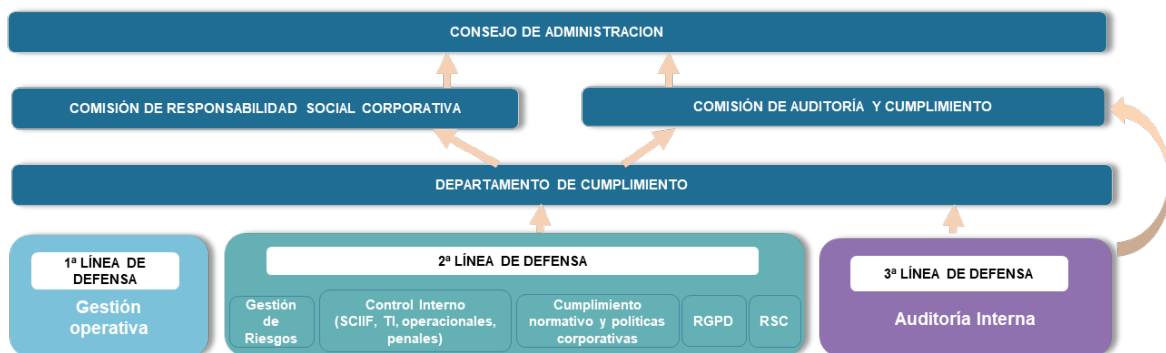 CONSEJO DE ADMINISTRACION
COMISIÓN DE RESPONSABILIDAD SOCIAL CORPORATIVA
COMISIÓN DE AUDITORÍA Y CUMPLIMIENTO
DEPARTAMENTO DE CUMPLIMIENTO
1ª LÍNEA DE
DEFENSA
Gestión
operativa
2ª LÍNEA DE DEFENSA
Gestión
de
Riesgos
Control Interno
(SCIIF, TI, operacionales,
penales)
Cumplimiento
normativo y políticas
corporativas
RGPD
RSC
3ª LÍNEA DE DEFENSA
Auditoría Interna